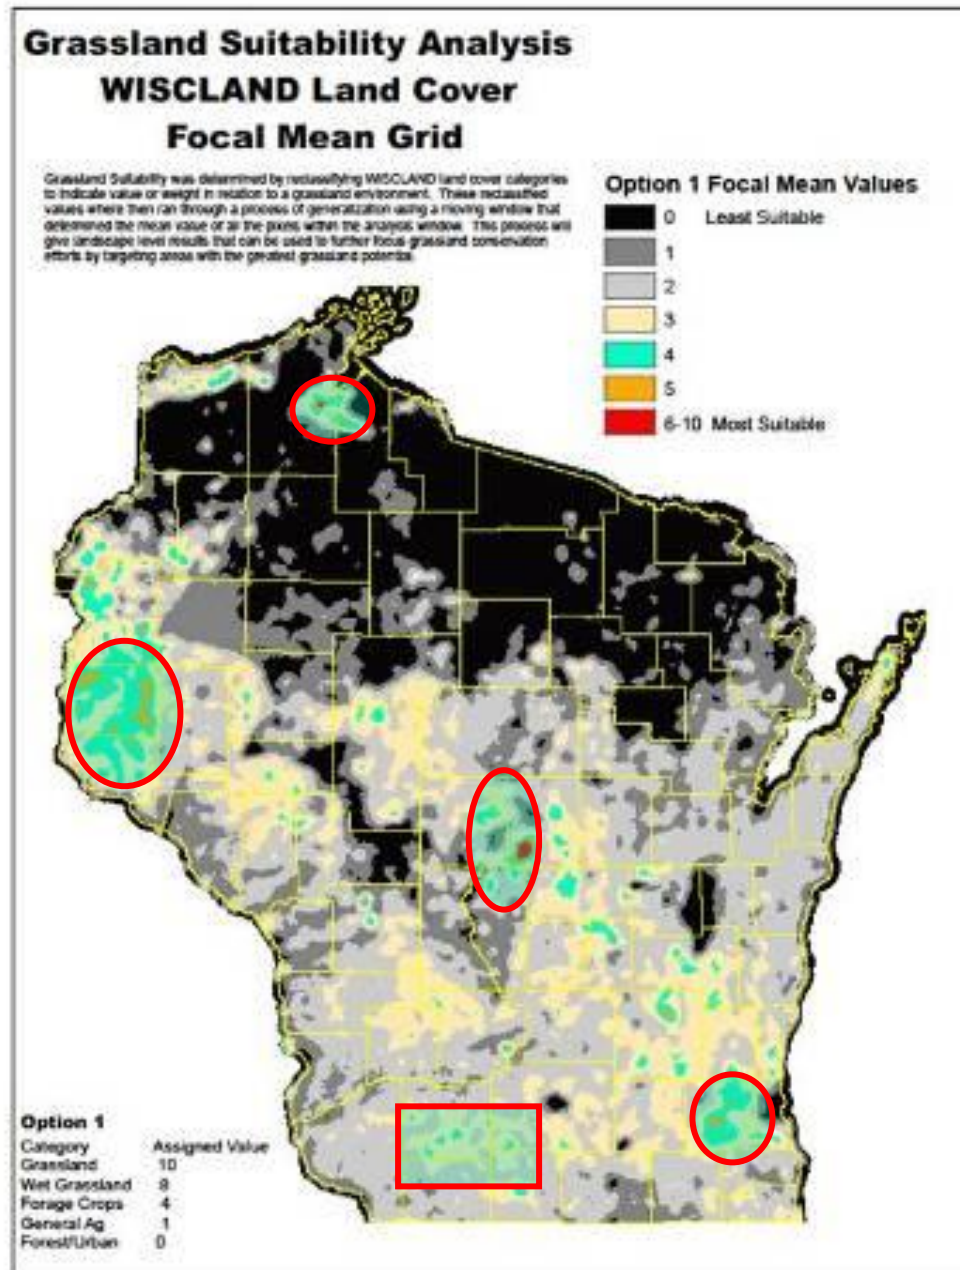 Grassland Suitability Analysis
WISCLAND Land Cover
Focal Mean Grid
Grassland Suitability was determined by reclassifying WISCLAND land cover categories
to indicate value or weight in relation to a grassland environment. These reclassified
values where then ran through a process of generalization using a moving window that
determined the mean value of all the pixels within the analysis window. This process will
give landscape level results that can be used to further focus grassland conservation
efforts by targeting areas with the greatest grassland potential.
Option 1 Focal Mean Values
0 Least Suitable
1
2
3
4
5
6-10 Most Suitable
Option 1
Category Assigned Value
Grassland 10
Wet Grassland 8
Forage Crops 4
General Ag 1
Forest/Urban 0